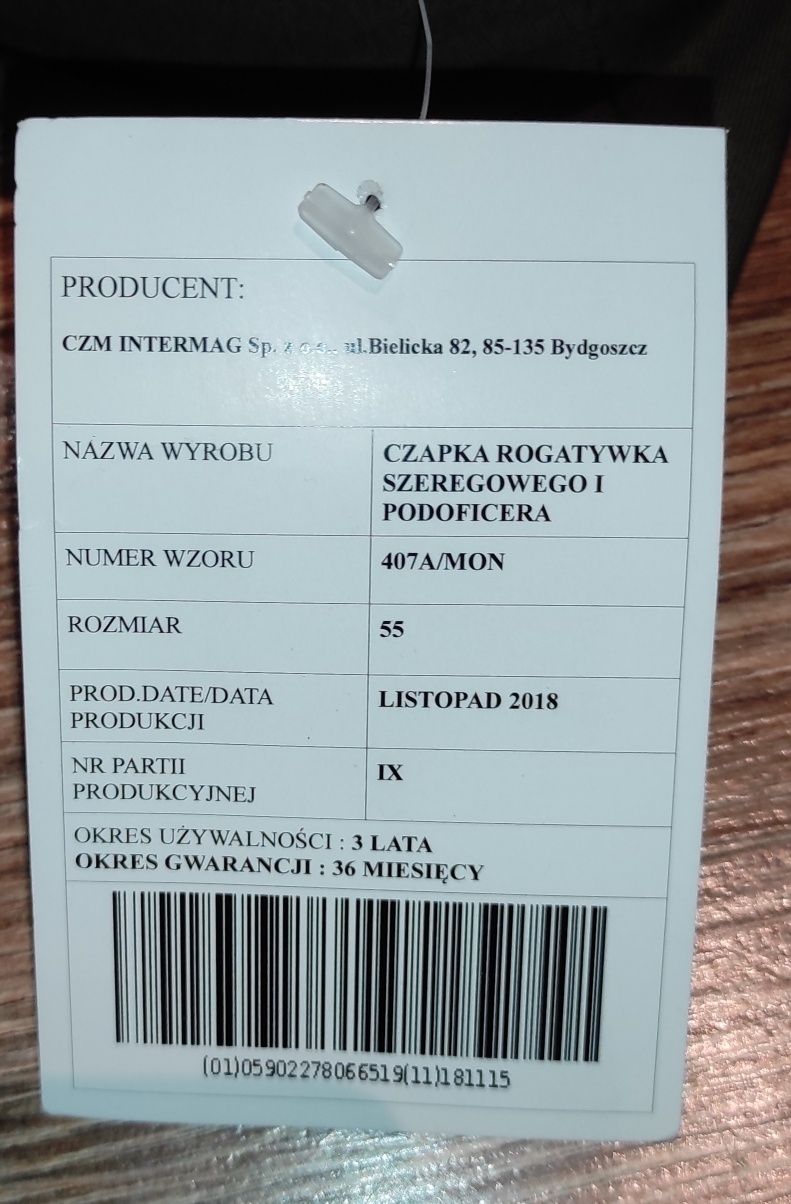 PRODUCENT:
CZM INTERMAG Sp. z o.o., ul.Bielicka 82, 85-135 Bydgoszcz
NAZWA WYROBU
CZAPKA ROGATYWKA
SZEREGOWEGO I
PODOFICERA
NUMER WZORU
407A/MON
ROZMIAR
55
PROD.DATE/DATA
PRODUKCJI
LISTOPAD 2018
NR PARTII
PRODUKCYJNEJ
IX
OKRES UŻYWALNOŚCI : 3 LATA
OKRES GWARANCJI : 36 MIESIĘCY
(01)05902278066519(11)181115